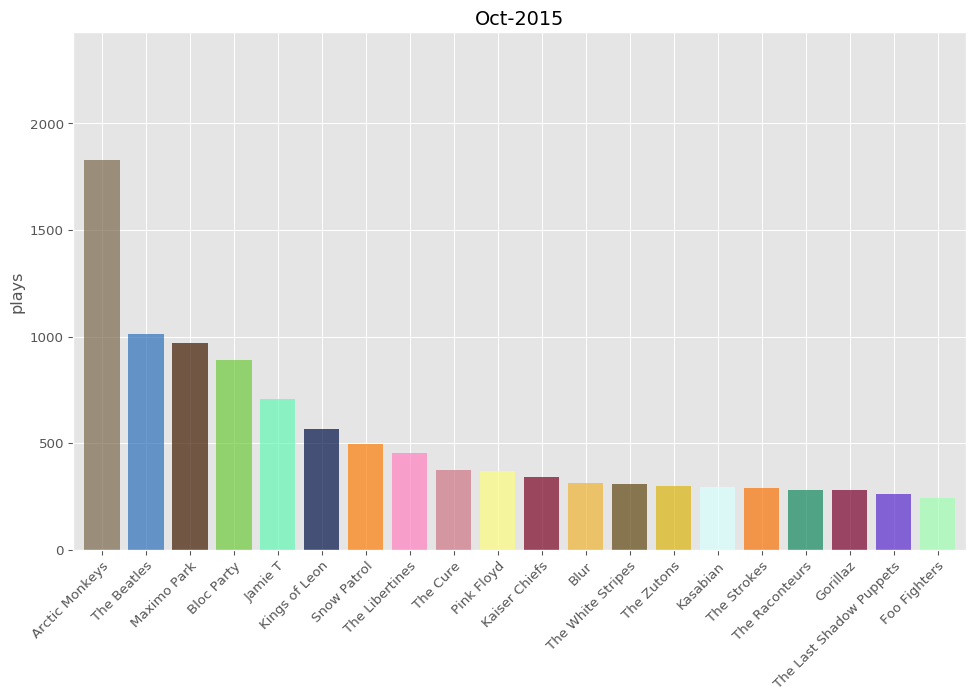 Oct-2015
plays
2000
1500
1000
500
0
Arctic Monkeys
The Beatles
Maximo Park
Bloc Party
Jamie T
Kings of Leon
Snow Patrol
The Libertines
The Cure
Pink Floyd
Kaiser Chiefs
Blur
The White Stripes
The Zutons
Kasabian
The Strokes
The Raconteurs
Gorillaz
The Last Shadow Puppets
Foo Fighters